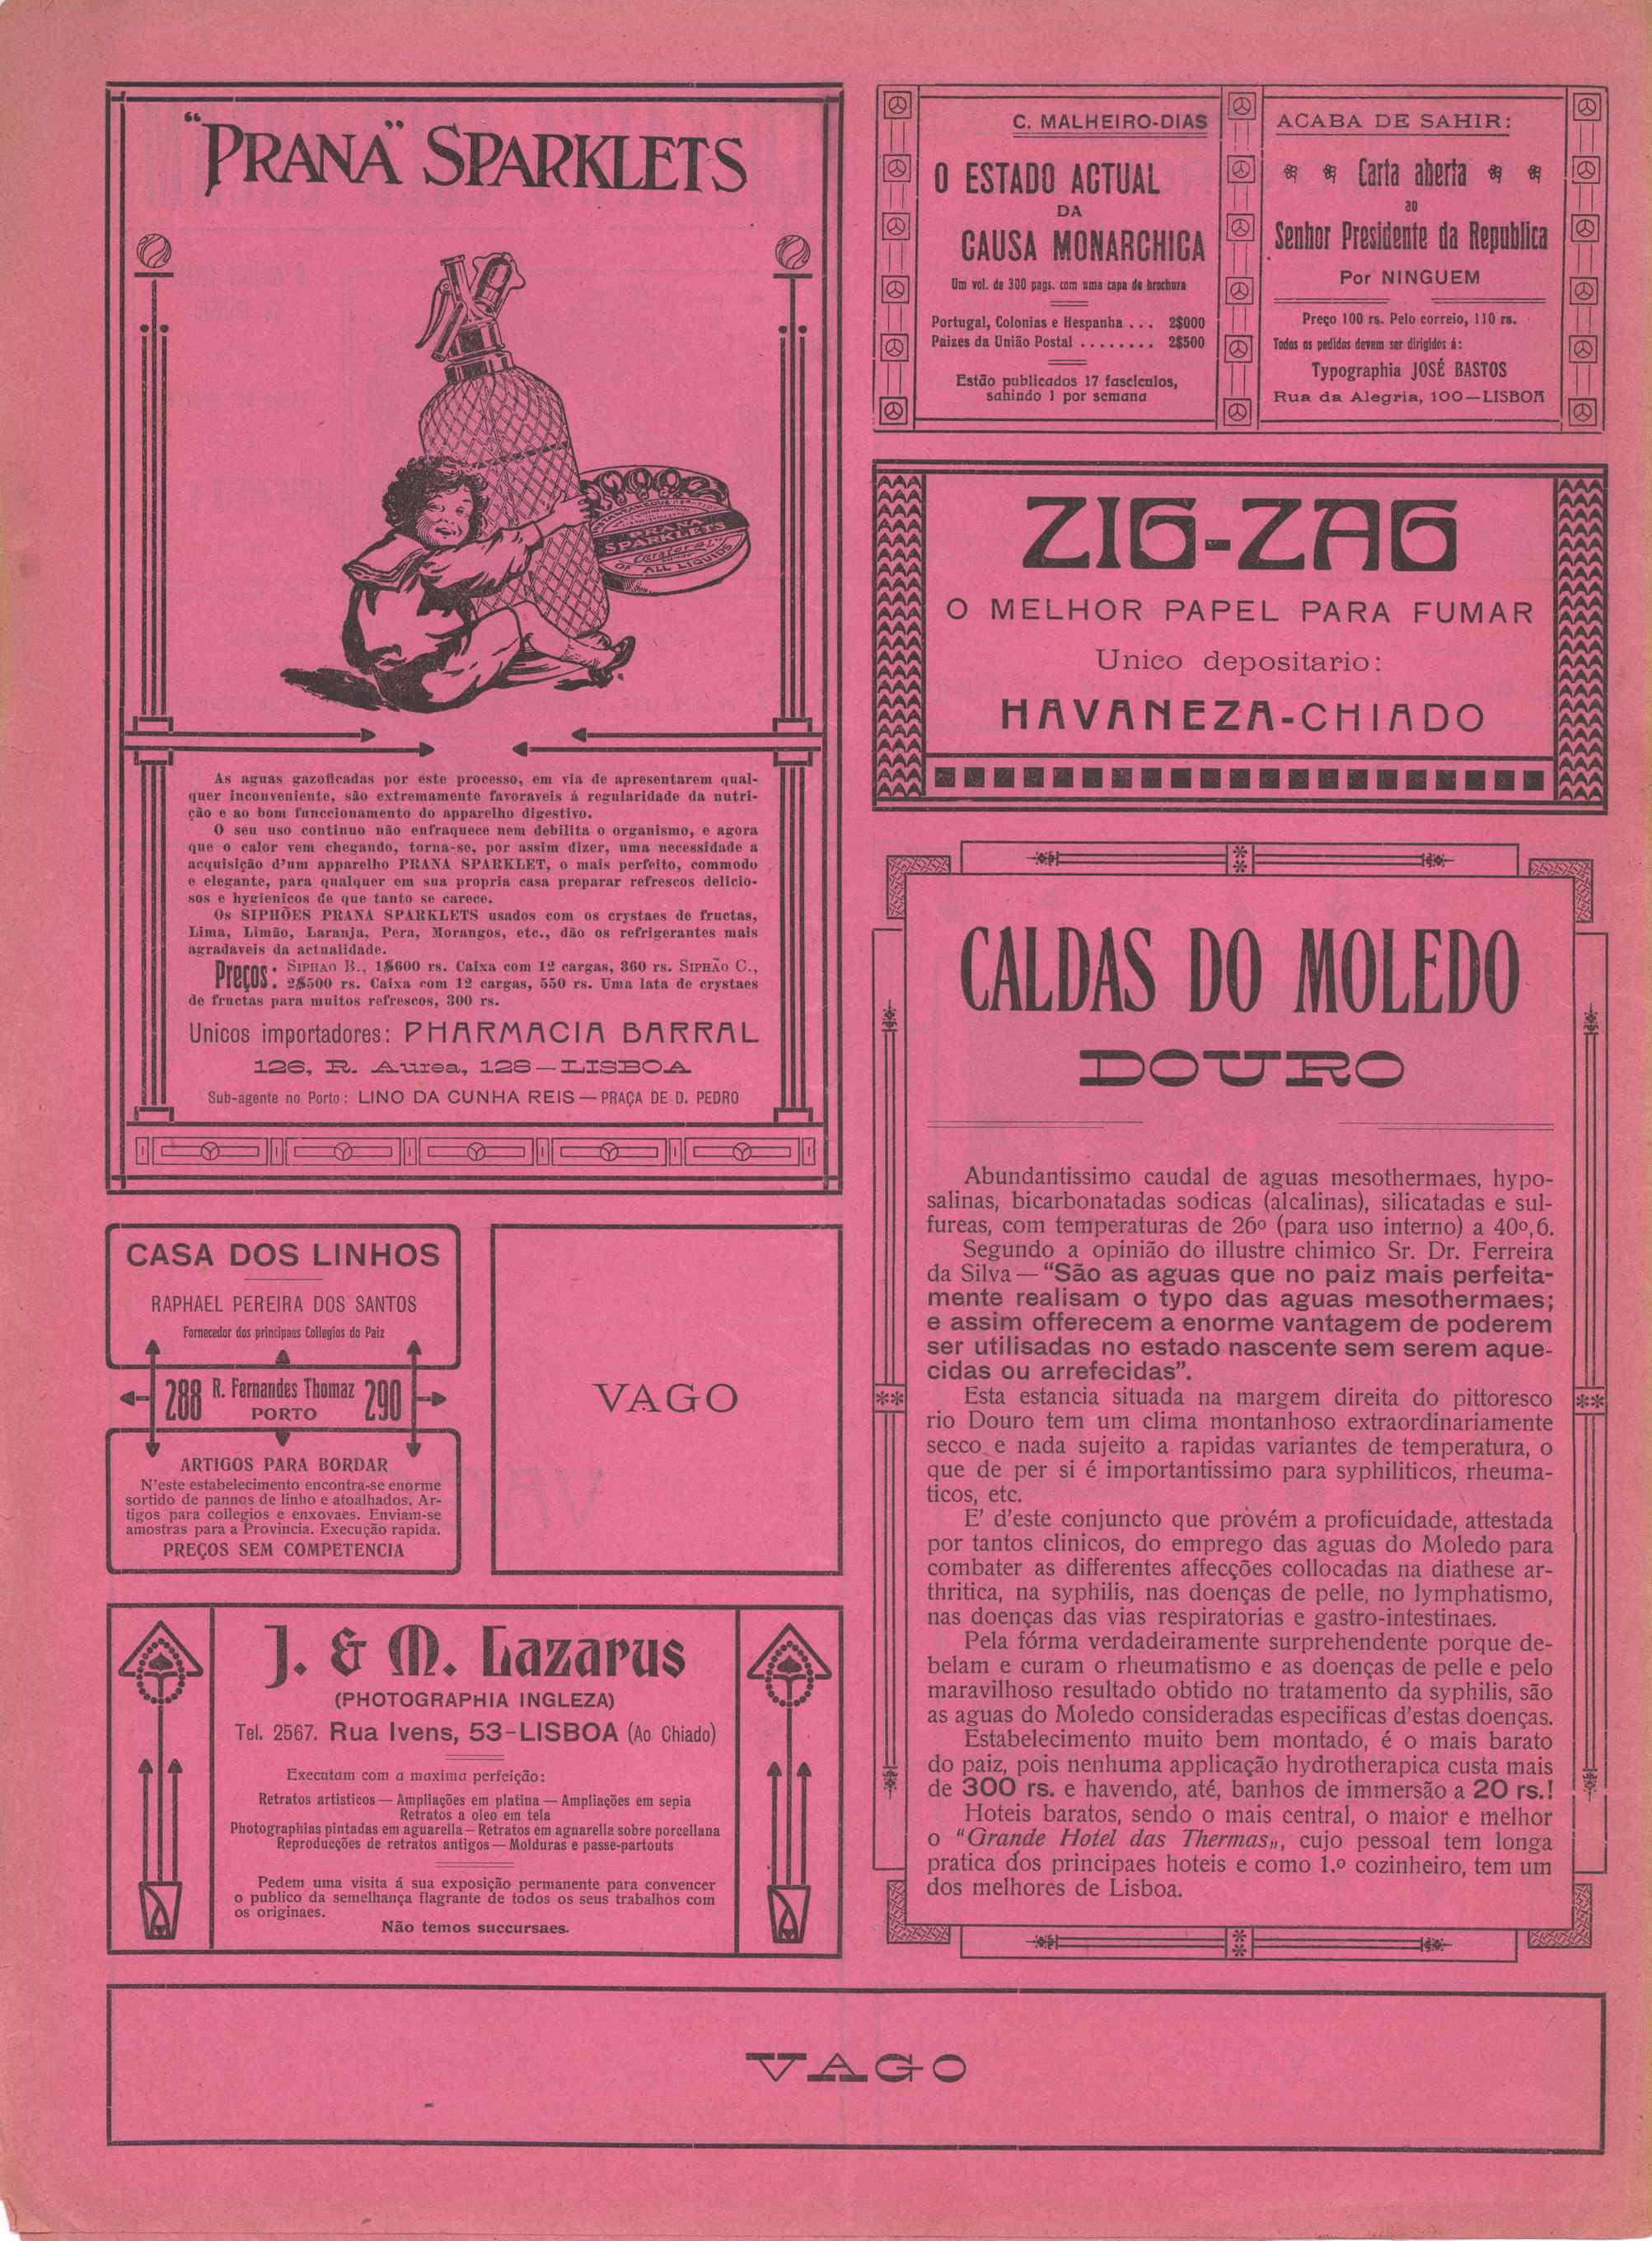 "PRANA" SPARKLETS
PRANA
SPARKLETS
OF ALL LIQUIDS
As aguas gazoficadas por este processo, em via de apresentarem qual-
quer inconveniente, são extremamente favoraveis á regularidade da nutri-
ção e ao bom funccionamento do apparelho digestivo.
O seu uso continuo não enfraquece nem debilita o organismo, e agora
que o calor vem chegando, torna-se, por assim dizer, uma necessidade a
acquisição d'um apparelho PRANA SPARKLET, o mais perfeito, commodo
e elegante, para qualquer em sua propria casa preparar refrescos delicio-
sos e hygienicos de que tanto se carece.
Os SIPHÕES PRANA SPARKLETS usados com os crystaes de fructas,
Lima, Limão, Laranja, Pera, Morangos, etc., dão os refrigerantes mais
agradaveis da actualidade.
Preços: SIPHAO B., 1$600 rs. Caixa com 12 cargas, 360 rs. SIPHÃO C.,
2$500 rs. Caixa com 12 cargas, 550 rs. Uma lata de crystaes
de fructas para muitos refrescos, 300 rs.
Unicos importadores: PHARMACIA BARRAL
126, R. Aurea, 128—LISBOA
Sub-agente no Porto: LINO DA CUNHA REIS—PRAÇA DE D. PEDRO
CASA DOS LINHOS
RAPHAEL PEREIRA DOS SANTOS
Fornecedor dos principaes Collegios do Paiz
288 R. Fernandes Thomaz 290
PORTO
ARTIGOS PARA BORDAR
N'este estabelecimento encontra-se enorme
sortido de pannos de linho e atoalhados. Ar-
tigos para collegios e enxovaes. Enviam-se
amostras para a Provincia. Execução rapida.
PREÇOS SEM COMPETENCIA
VAGO
J. & M. Lazarus
(PHOTOGRAPHIA INGLEZA)
Tel. 2567. Rua Ivens, 53-LISBOA (Ao Chiado)
Executam com a maxima perfeição:
Retratos artisticos—Ampliações em platina—Ampliações em sepia
Retratos a oleo em tela
Photographias pintadas em aguarella—Retratos em aguarella sobre porcellana
Reproducções de retratos antigos—Molduras e passe-partouts
Pedem uma visita á sua exposição permanente para convencer
o publico da semelhança flagrante de todos os seus trabalhos com
os originaes.
Não temos succursaes.
C. MALHEIRO-DIAS
O ESTADO ACTUAL
DA
CAUSA MONARCHICA
Um vol. de 300 pags. com uma capa de brochura
Portugal, Colonias e Hespanha ... 2$000
Paizes da União Postal ........ 2$500
Estão publicados 17 fasciculos,
sahindo 1 por semana
ACABA DE SAHIR:
Carta aberta
ao
Senhor Presidente da Republica
Por NINGUEM
Preço 100 rs. Pelo correio, 110 rs.
Todos os pedidos devem ser dirigidos á:
Typographia JOSÉ BASTOS
Rua da Alegria, 100—LISBOA
ZIG-ZAG
O MELHOR PAPEL PARA FUMAR
Unico depositario:
HAVANEZA-CHIADO
CALDAS DO MOLEDO
DOURO
Abundantissimo caudal de aguas mesothermaes, hypo-
salinas, bicarbonatadas sodicas (alcalinas), silicatadas e sul-
fureas, com temperaturas de 26º (para uso interno) a 40º,6.
Segundo a opinião do illustre chimico Sr. Dr. Ferreira
da Silva—"São as aguas que no paiz mais perfeita-
mente realisam o typo das aguas mesothermaes;
e assim offerecem a enorme vantagem de poderem
ser utilisadas no estado nascente sem serem aque-
cidas ou arrefecidas".
Esta estancia situada na margem direita do pittoresco
rio Douro tem um clima montanhoso extraordinariamente
secco e nada sujeito a rapidas variantes de temperatura, o
que de per si é importantissimo para syphiliticos, rheuma-
ticos, etc.
E' d'este conjuncto que provém a proficuidade, attestada
por tantos clinicos, do emprego das aguas do Moledo para
combater as differentes affecções collocadas na diathese ar-
thritica, na syphilis, nas doenças de pelle, no lymphatismo,
nas doenças das vias respiratorias e gastro-intestinaes.
Pela fórma verdadeiramente surprehendente porque de-
belam e curam o rheumatismo e as doenças de pelle e pelo
maravilhoso resultado obtido no tratamento da syphilis, são
as aguas do Moledo consideradas especificas d'estas doenças.
Estabelecimento muito bem montado, é o mais barato
do paiz, pois nenhuma applicação hydrotherapica custa mais
de 300 rs. e havendo, até, banhos de immersão a 20 rs.!
Hoteis baratos, sendo o mais central, o maior e melhor
o "Grande Hotel das Thermas„, cujo pessoal tem longa
pratica dos principaes hoteis e como 1.º cozinheiro, tem um
dos melhores de Lisboa.
VAGO